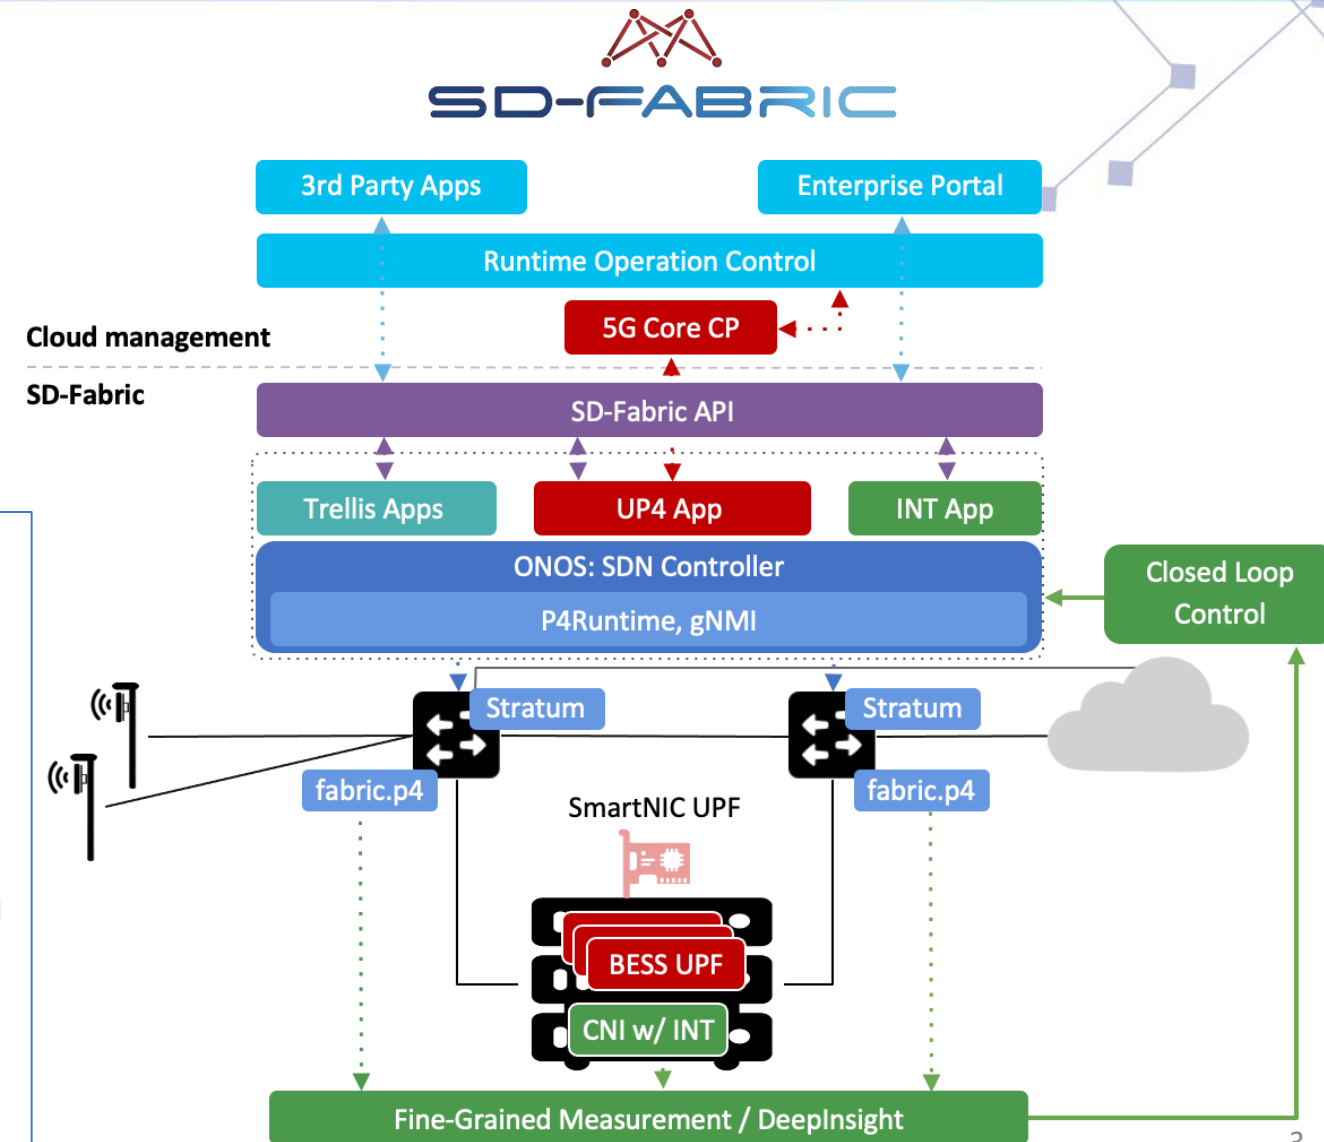 SD-FABRIC
3rd Party Apps
Enterprise Portal
Runtime Operation Control
5G Core CP
Cloud management
SD-Fabric
SD-Fabric API
Trellis Apps
UP4 App
INT App
ONOS: SDN Controller
P4Runtime, gNMI
Closed Loop
Control
Stratum
Stratum
fabric.p4
fabric.p4
SmartNIC UPF
BESS UPF
CNI w/ INT
Fine-Grained Measurement / DeepInsight